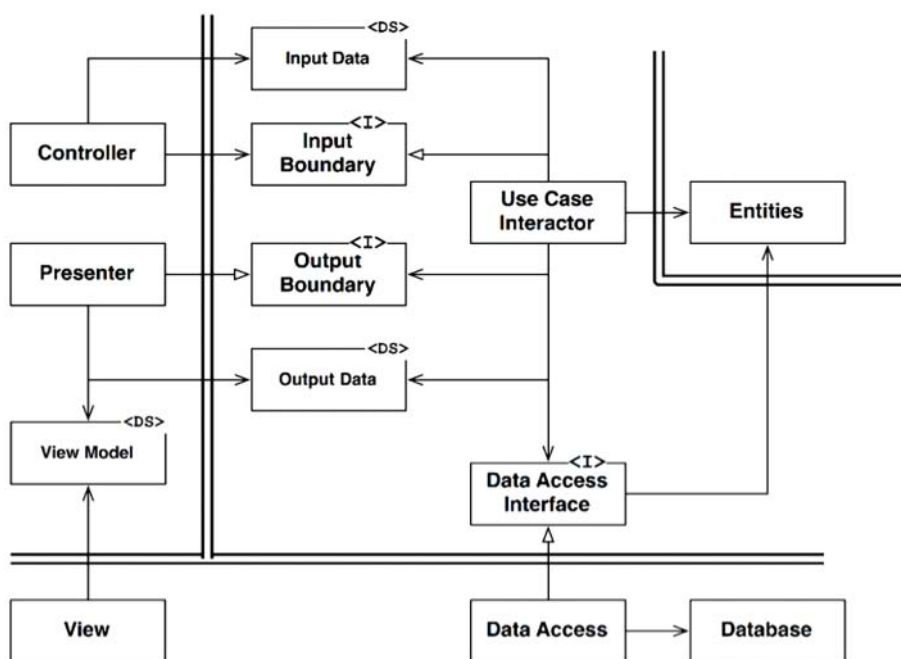 <DS>
Input Data
<I>
Controller
Input
Boundary
Use Case
Interactor
Entities
<I>
Presenter
Output
Boundary
<DS>
Output Data
<DS>
View Model
<I>
Data Access
Interface
View
Data Access
Database